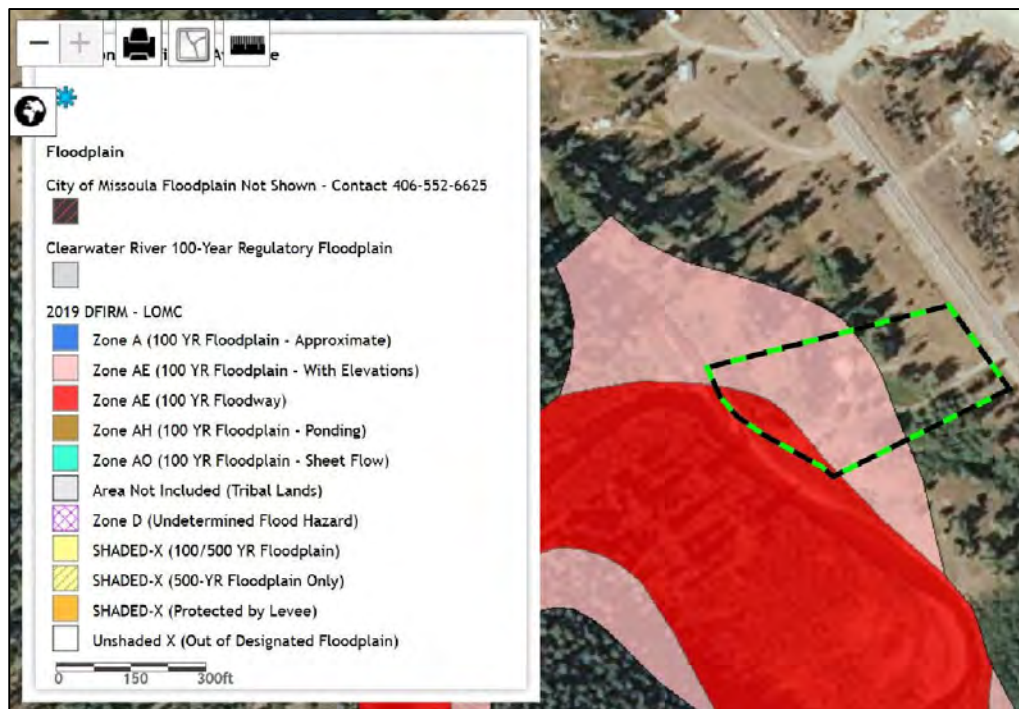 Floodplain
City of Missoula Floodplain Not Shown - Contact 406-552-6625
Clearwater River 100-Year Regulatory Floodplain
2019 DFIRM - LOMC
Zone A (100 YR Floodplain - Approximate)
Zone AE (100 YR Floodplain - With Elevations)
Zone AE (100 YR Floodway)
Zone AH (100 YR Floodplain - Ponding)
Zone AO (100 YR Floodplain - Sheet Flow)
Area Not Included (Tribal Lands)
Zone D (Undetermined Flood Hazard)
SHADED-X (100/500 YR Floodplain)
SHADED-X (500-YR Floodplain Only)
SHADED-X (Protected by Levee)
Unshaded X (Out of Designated Floodplain)
0 150 300ft